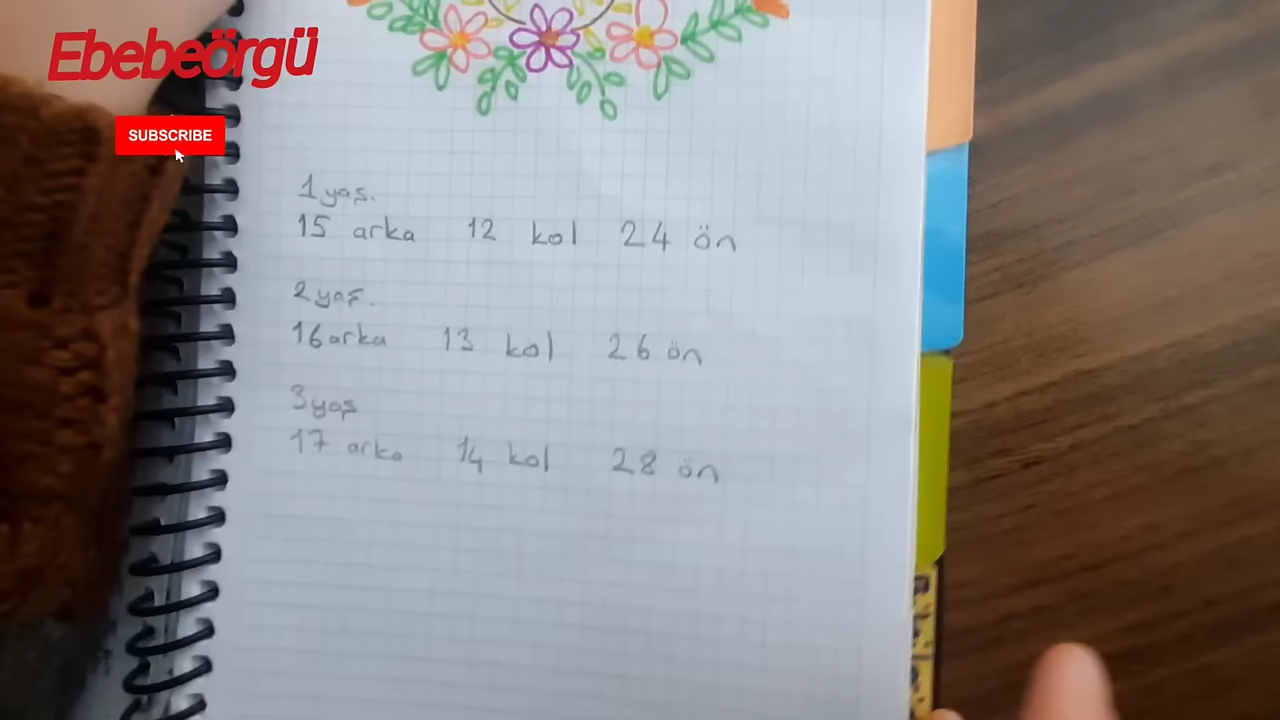 Ebebeörgü
SUBSCRIBE
1 yaş.
15 arka 12 kol 24 ön
2 yaş.
16 arka 13 kol 26 ön
3 yaş
17 arka 14 kol 28 ön